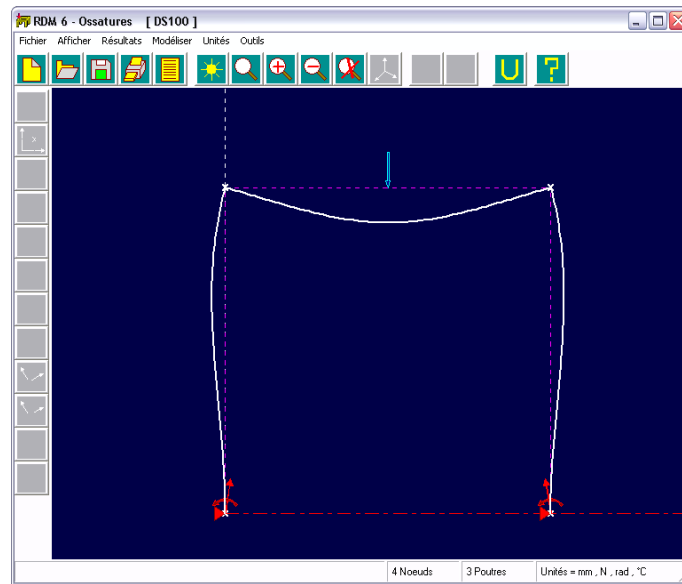 RDM 6 - Ossatures [ DS100 ]
Fichier Afficher Résultats Modéliser Unités Outils
4 Noeuds 3 Poutres Unités = mm , N , rad , °C